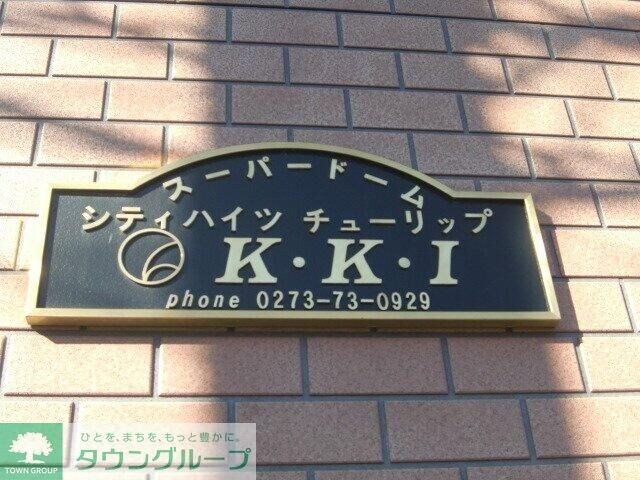 スーパードーム
シティハイツ チューリップ
K・K・I
phone 0273-73-0929
ひとを、まちを、もっと豊かに。
タウングループ
TOWN GROUP